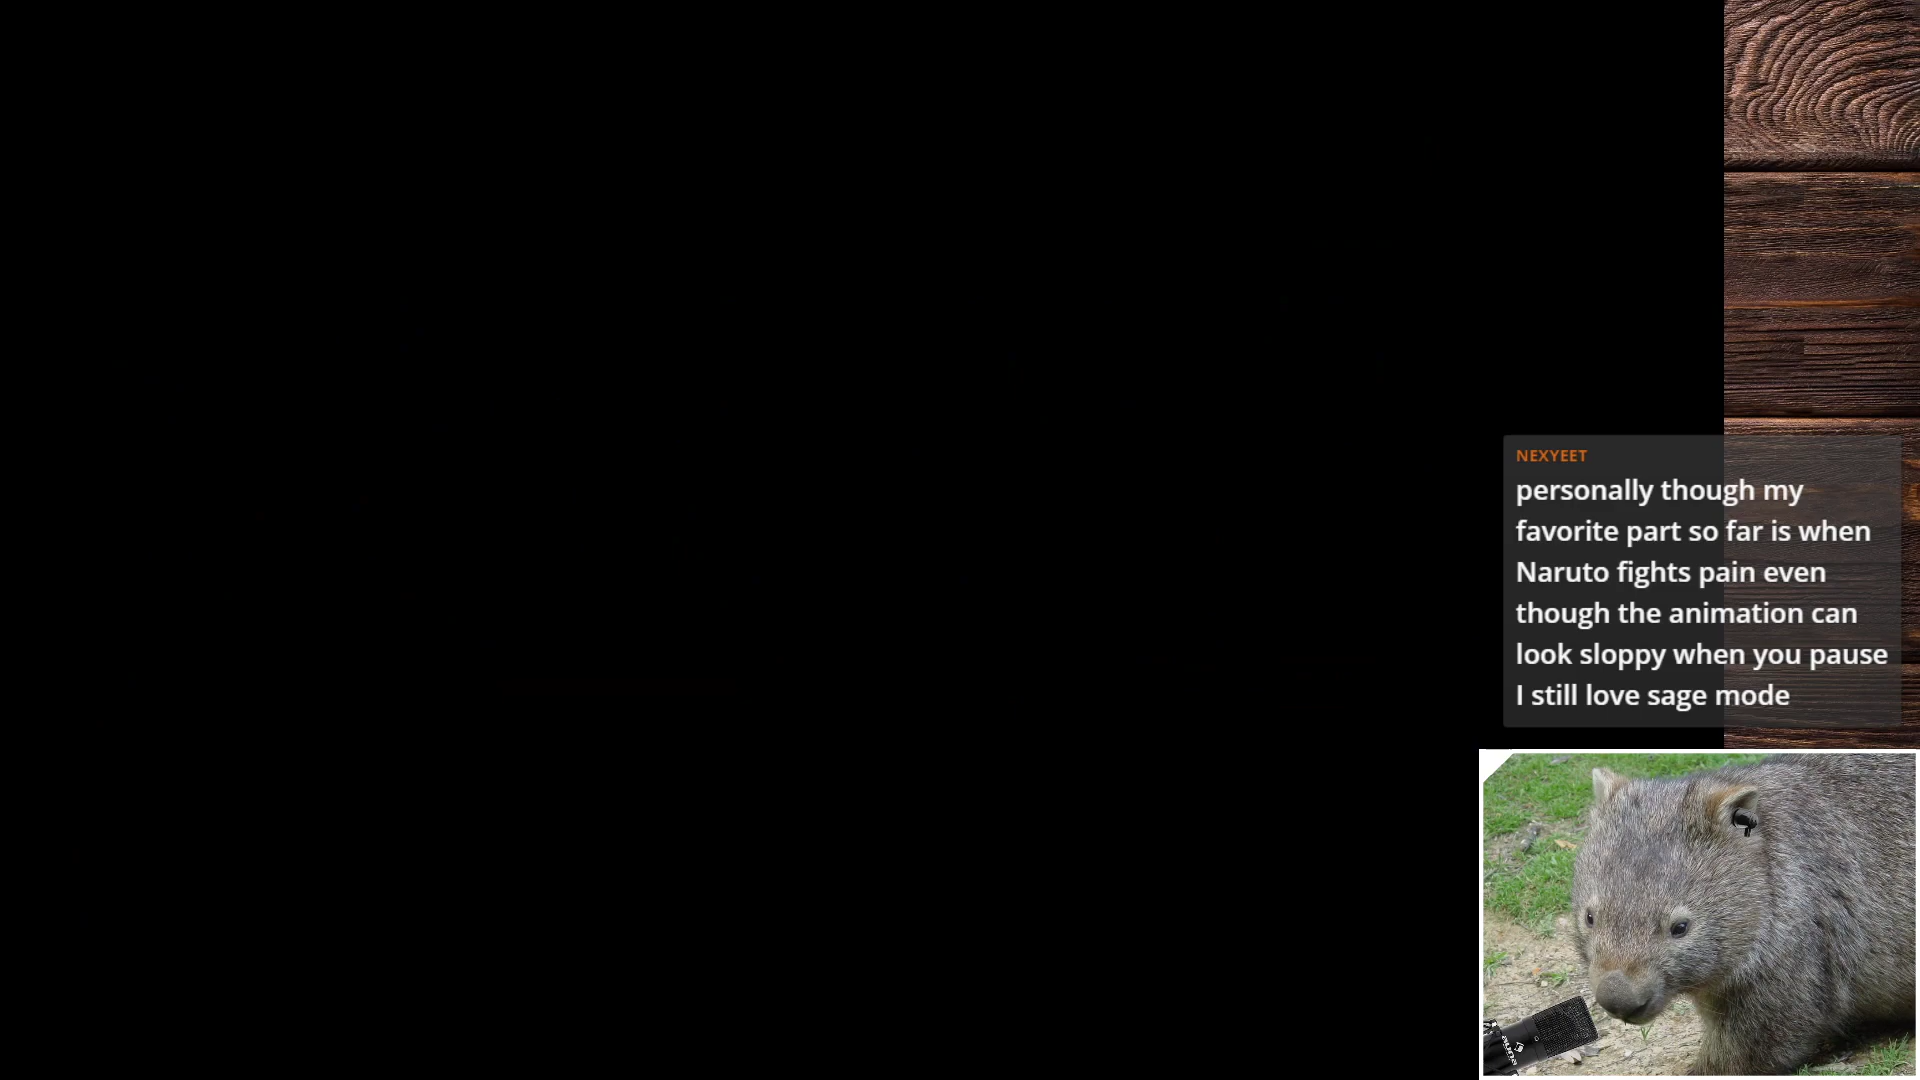 NEXYEET
personally though my
favorite part so far is when
Naruto fights pain even
though the animation can
look sloppy when you pause
I still love sage mode